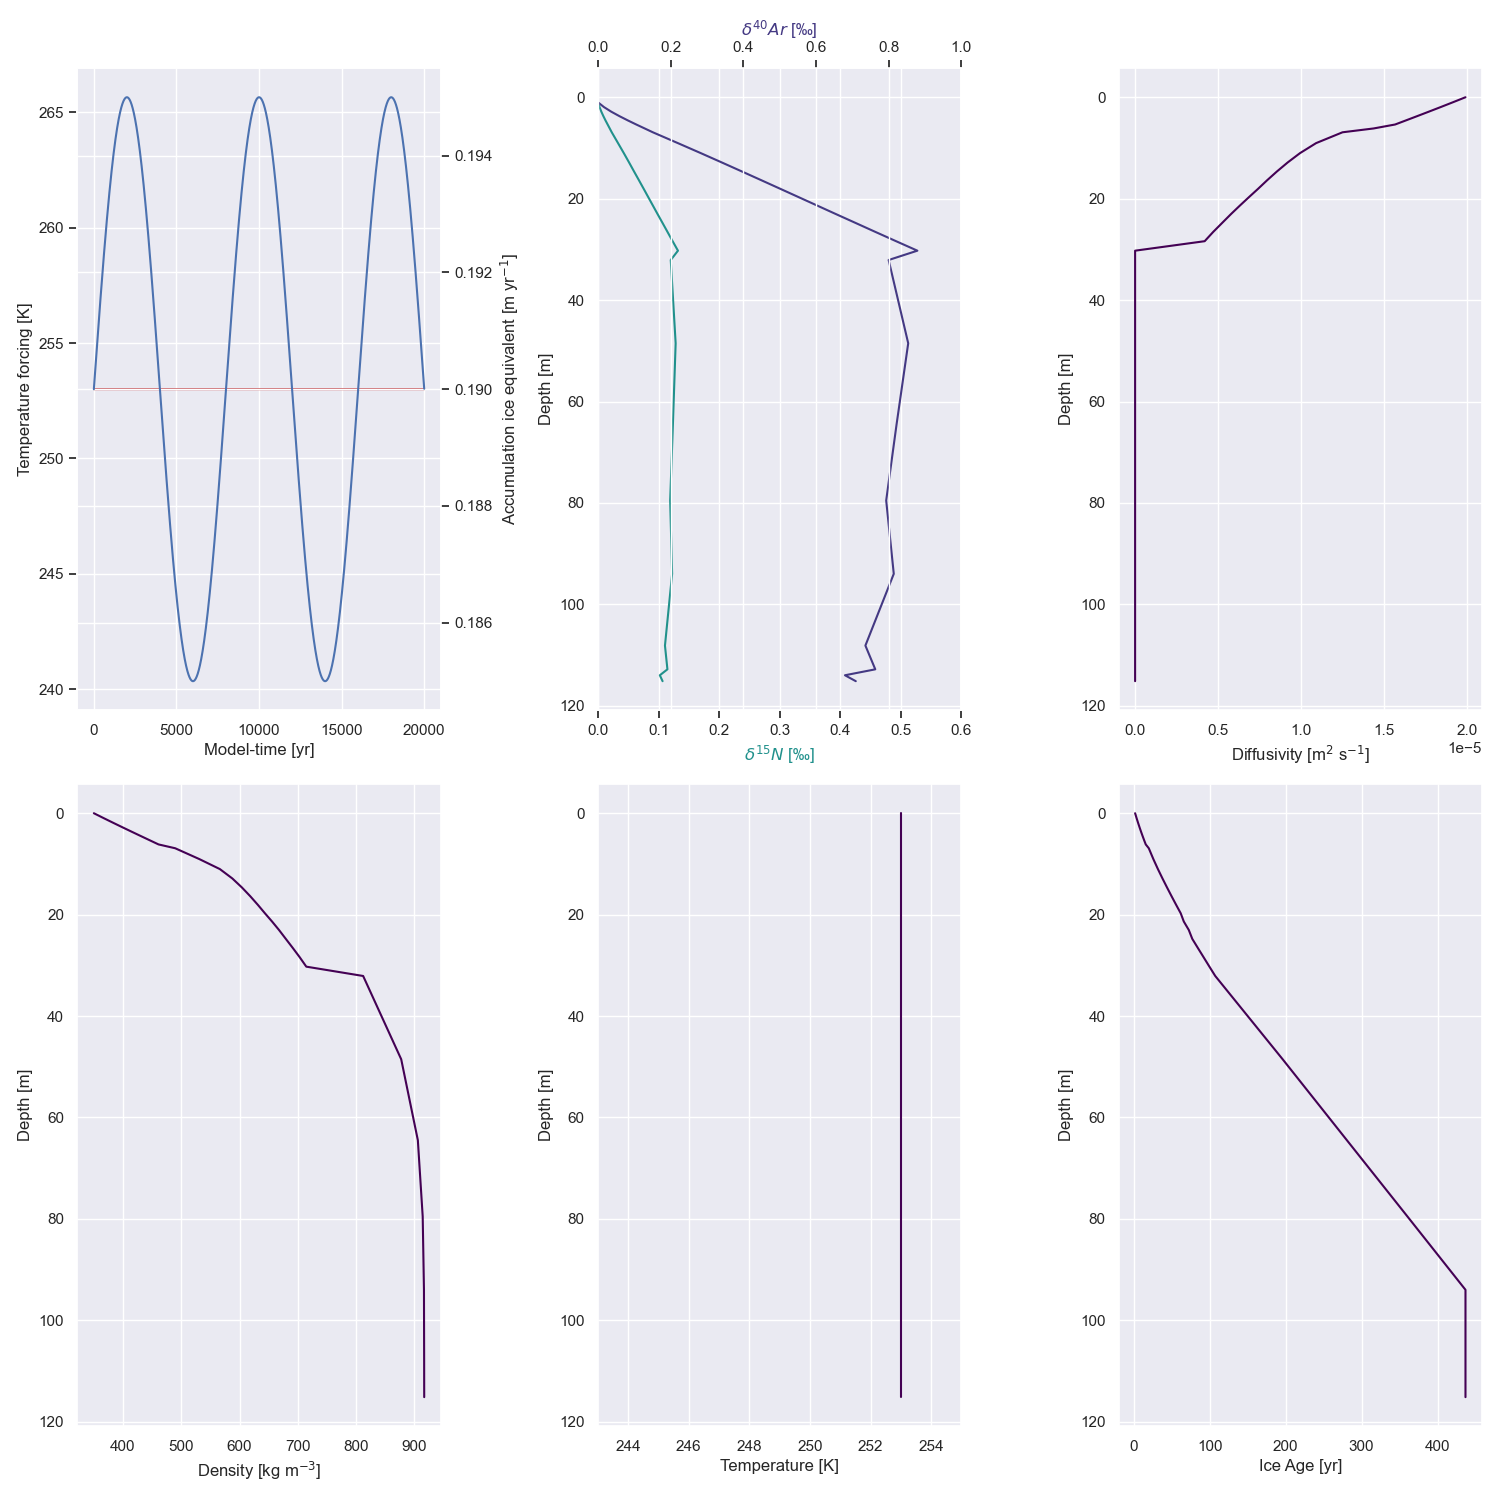 δ⁴⁰Ar [‰]
0.0 0.2 0.4 0.6 0.8 1.0
Temperature forcing [K]
265
260
255
250
245
240
0.194
0.192
0.190
0.188
0.186
Accumulation ice equivalent [m yr⁻¹]
0 5000 10000 15000 20000
Model-time [yr]
Depth [m]
0
20
40
60
80
100
120
0.0 0.1 0.2 0.3 0.4 0.5 0.6
δ¹⁵N [‰]
Depth [m]
0
20
40
60
80
100
120
0.0 0.5 1.0 1.5 2.0
1e−5
Diffusivity [m² s⁻¹]
Depth [m]
0
20
40
60
80
100
120
400 500 600 700 800 900
Density [kg m⁻³]
Depth [m]
0
20
40
60
80
100
120
244 246 248 250 252 254
Temperature [K]
Depth [m]
0
20
40
60
80
100
120
0 100 200 300 400
Ice Age [yr]